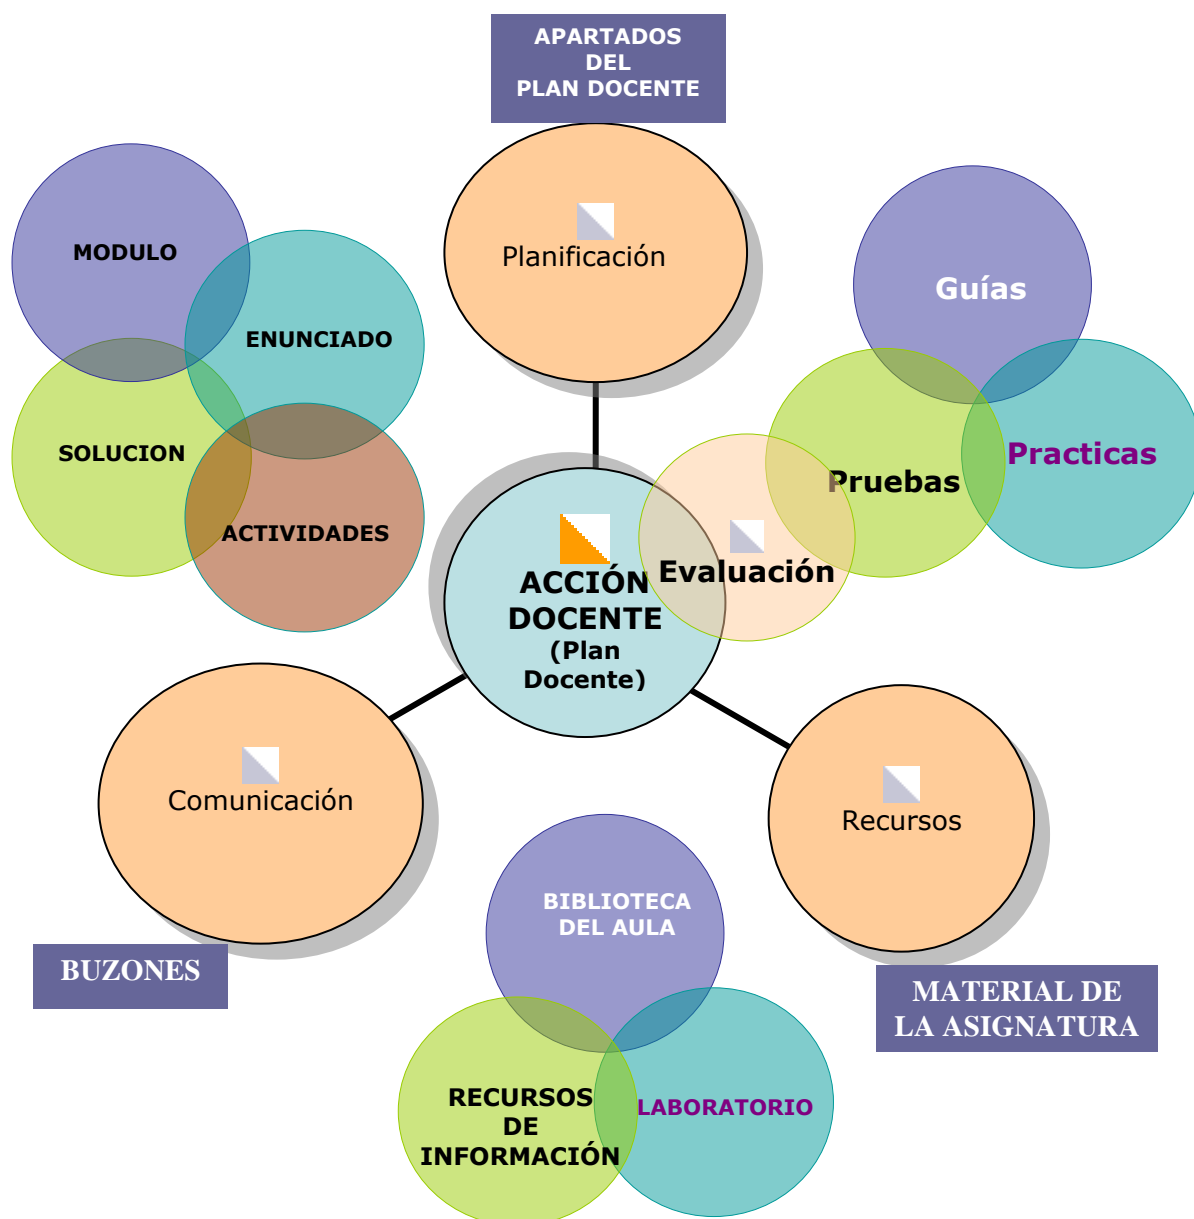 APARTADOS
DEL
PLAN DOCENTE
Planificación
MODULO
ENUNCIADO
SOLUCION
ACTIVIDADES
Guías
Practicas
Pruebas
Evaluación
ACCIÓN
DOCENTE
(Plan
Docente)
Comunicación
Recursos
BUZONES
MATERIAL DE
LA ASIGNATURA
BIBLIOTECA
DEL AULA
RECURSOS
DE
INFORMACIÓN
LABORATORIO